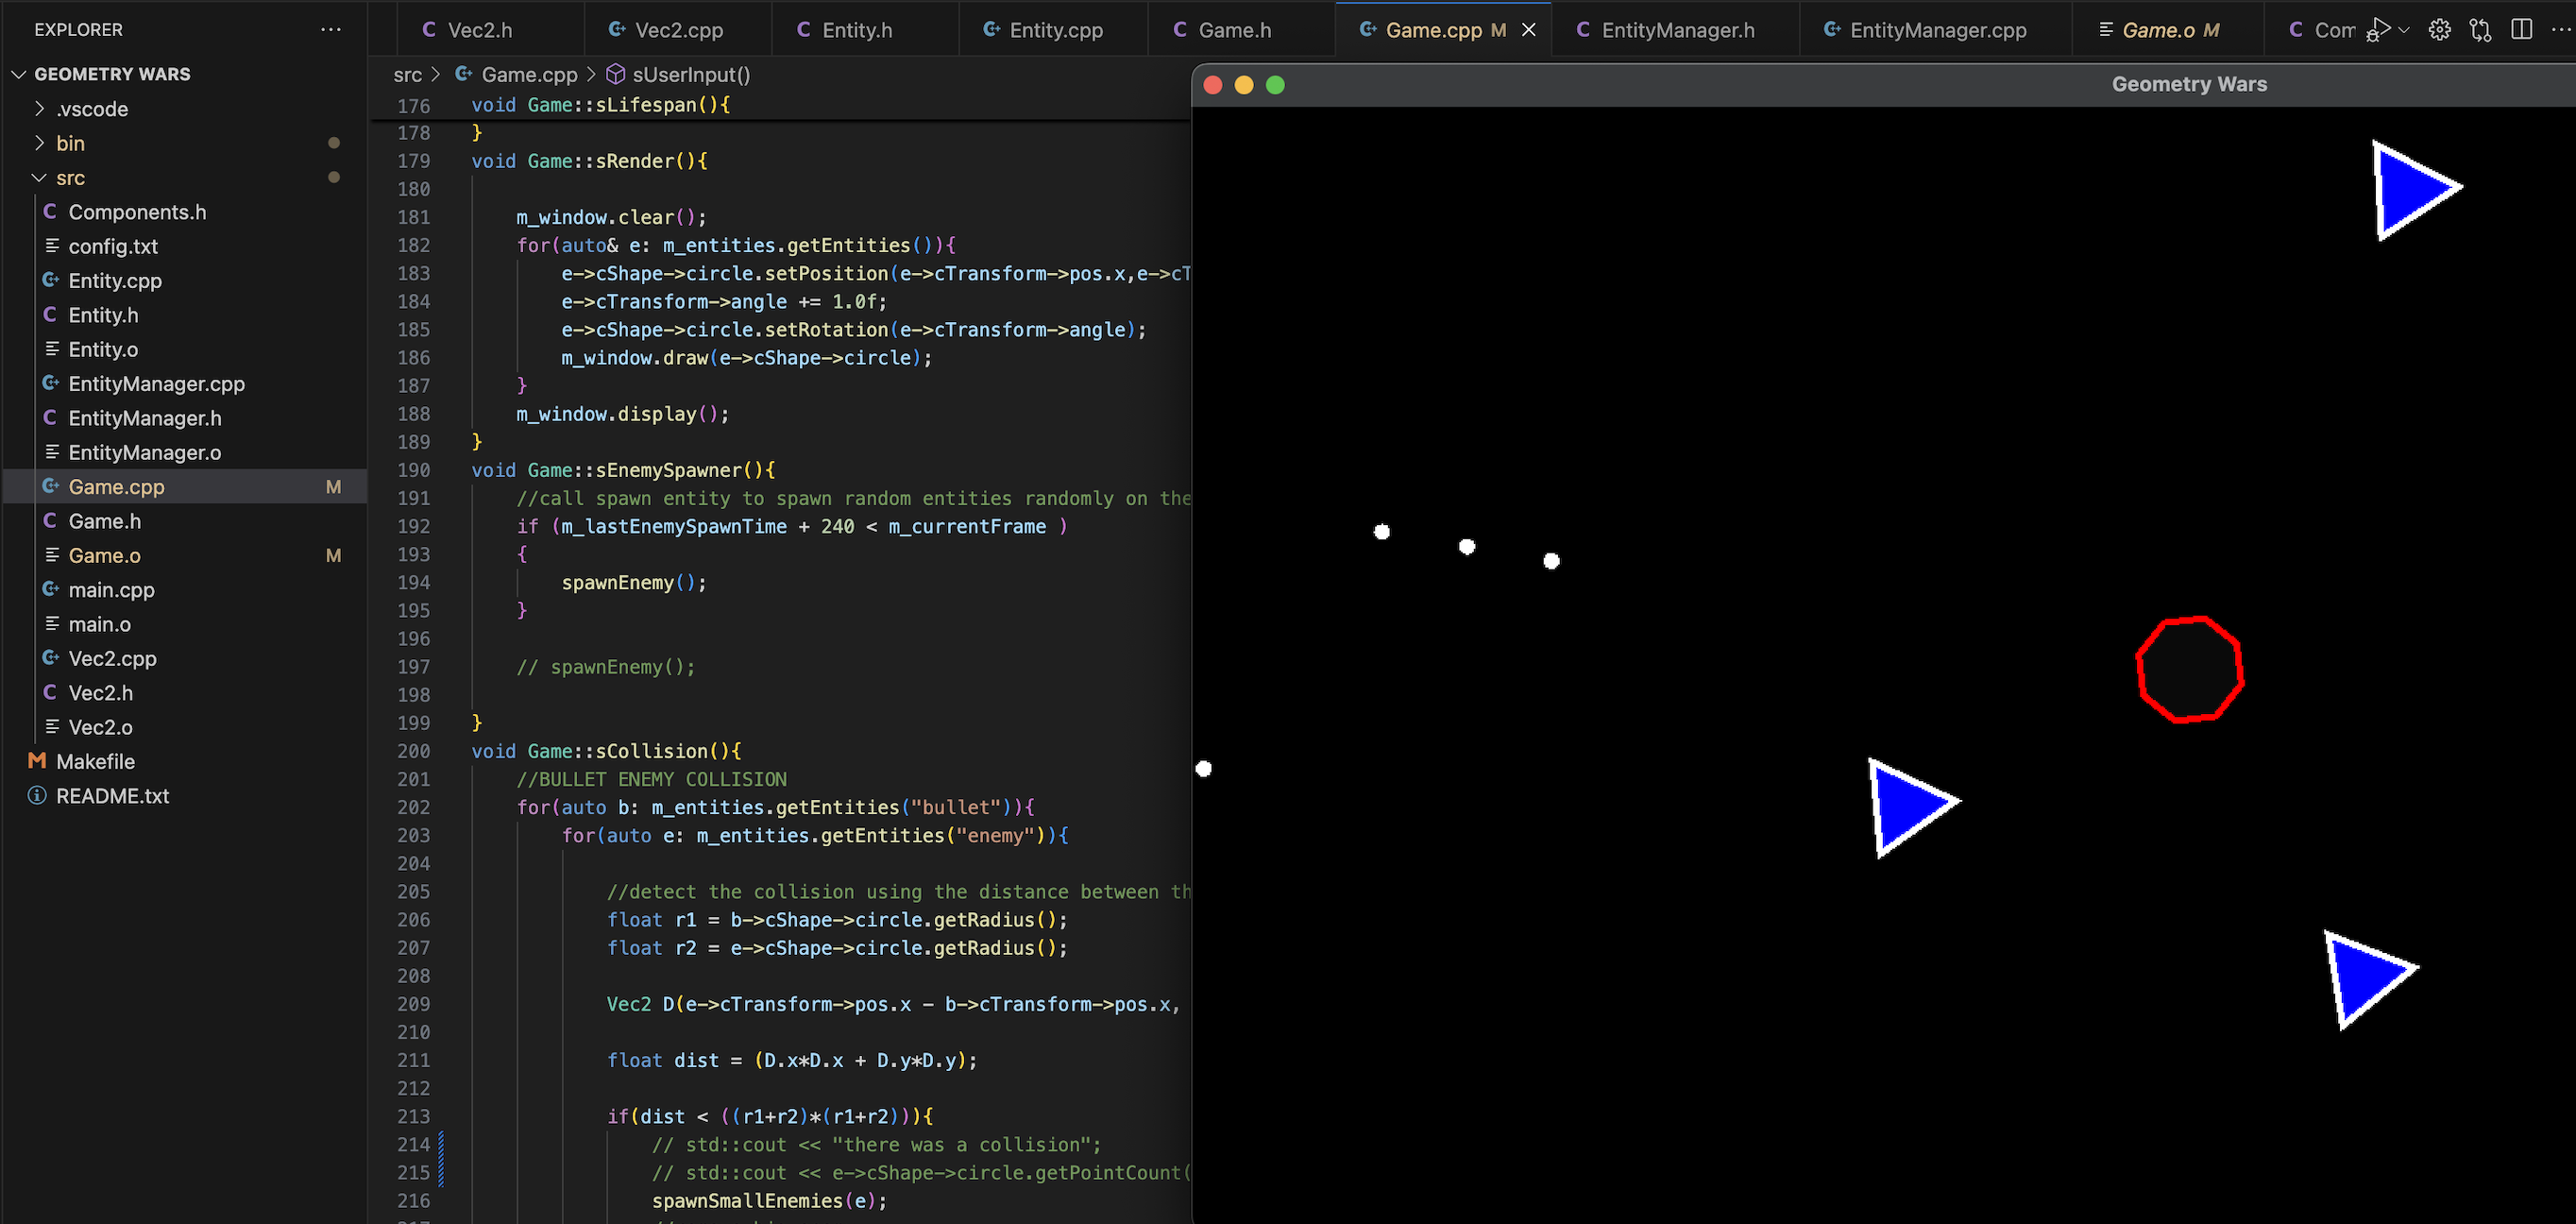 EXPLORER
GEOMETRY WARS
.vscode
bin
src
Components.h
config.txt
Entity.cpp
Entity.h
Entity.o
EntityManager.cpp
EntityManager.h
EntityManager.o
Game.cpp M
Game.h
Game.o M
main.cpp
main.o
Vec2.cpp
Vec2.h
Vec2.o
Makefile
README.txt
Vec2.h Vec2.cpp Entity.h Entity.cpp Game.h Game.cpp M EntityManager.h EntityManager.cpp Game.o M Com
src > Game.cpp > sUserInput()
176 void Game::sLifespan(){
178 }
179 void Game::sRender(){
180
181 m_window.clear();
182 for(auto& e: m_entities.getEntities()){
183 e->cShape->circle.setPosition(e->cTransform->pos.x,e->cT
184 e->cTransform->angle += 1.0f;
185 e->cShape->circle.setRotation(e->cTransform->angle);
186 m_window.draw(e->cShape->circle);
187 }
188 m_window.display();
189 }
190 void Game::sEnemySpawner(){
191 //call spawn entity to spawn random entities randomly on the
192 if (m_lastEnemySpawnTime + 240 < m_currentFrame )
193 {
194 spawnEnemy();
195 }
196
197 // spawnEnemy();
198
199 }
200 void Game::sCollision(){
201 //BULLET ENEMY COLLISION
202 for(auto b: m_entities.getEntities("bullet")){
203 for(auto e: m_entities.getEntities("enemy")){
204
205 //detect the collision using the distance between th
206 float r1 = b->cShape->circle.getRadius();
207 float r2 = e->cShape->circle.getRadius();
208
209 Vec2 D(e->cTransform->pos.x - b->cTransform->pos.x,
210
211 float dist = (D.x*D.x + D.y*D.y);
212
213 if(dist < ((r1+r2)*(r1+r2))){
214 // std::cout << "there was a collision";
215 // std::cout << e->cShape->circle.getPointCount(
216 spawnSmallEnemies(e);
Geometry Wars